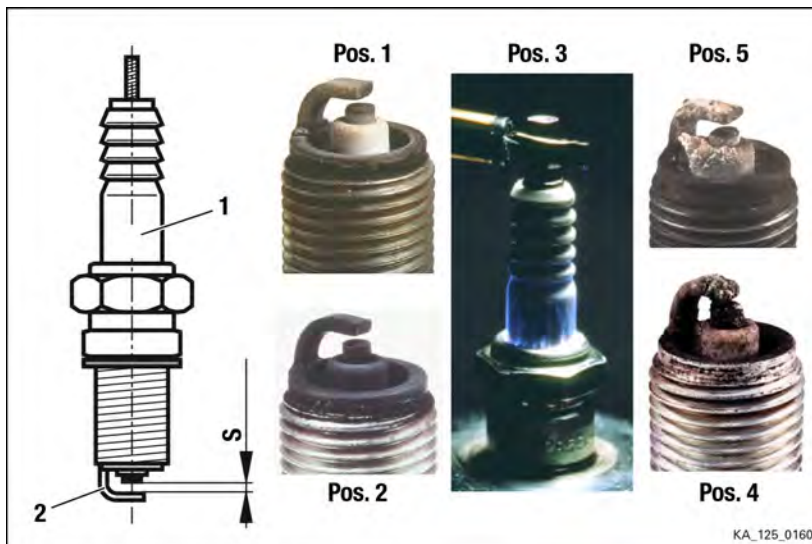 Pos. 1
Pos. 3
Pos. 5
1
S
2
Pos. 2
Pos. 4
KA_125_0160